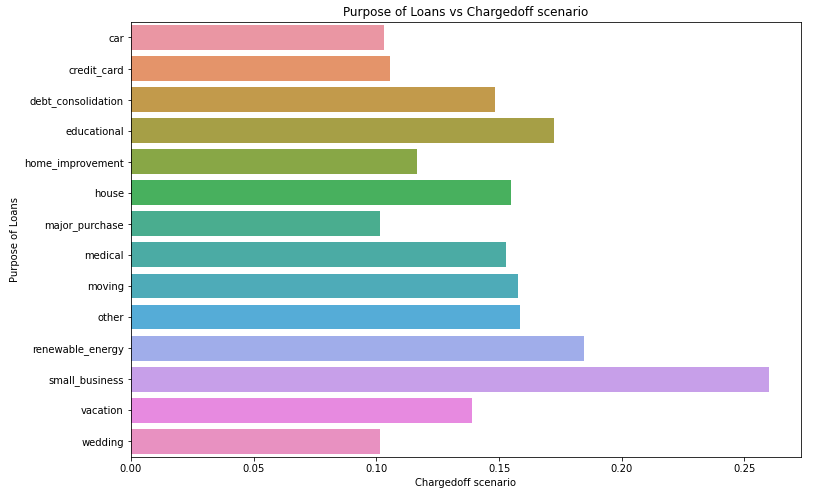 Purpose of Loans vs Chargedoff scenario
Purpose of Loans
car
credit_card
debt_consolidation
educational
home_improvement
house
major_purchase
medical
moving
other
renewable_energy
small_business
vacation
wedding
0.00 0.05 0.10 0.15 0.20 0.25
Chargedoff scenario